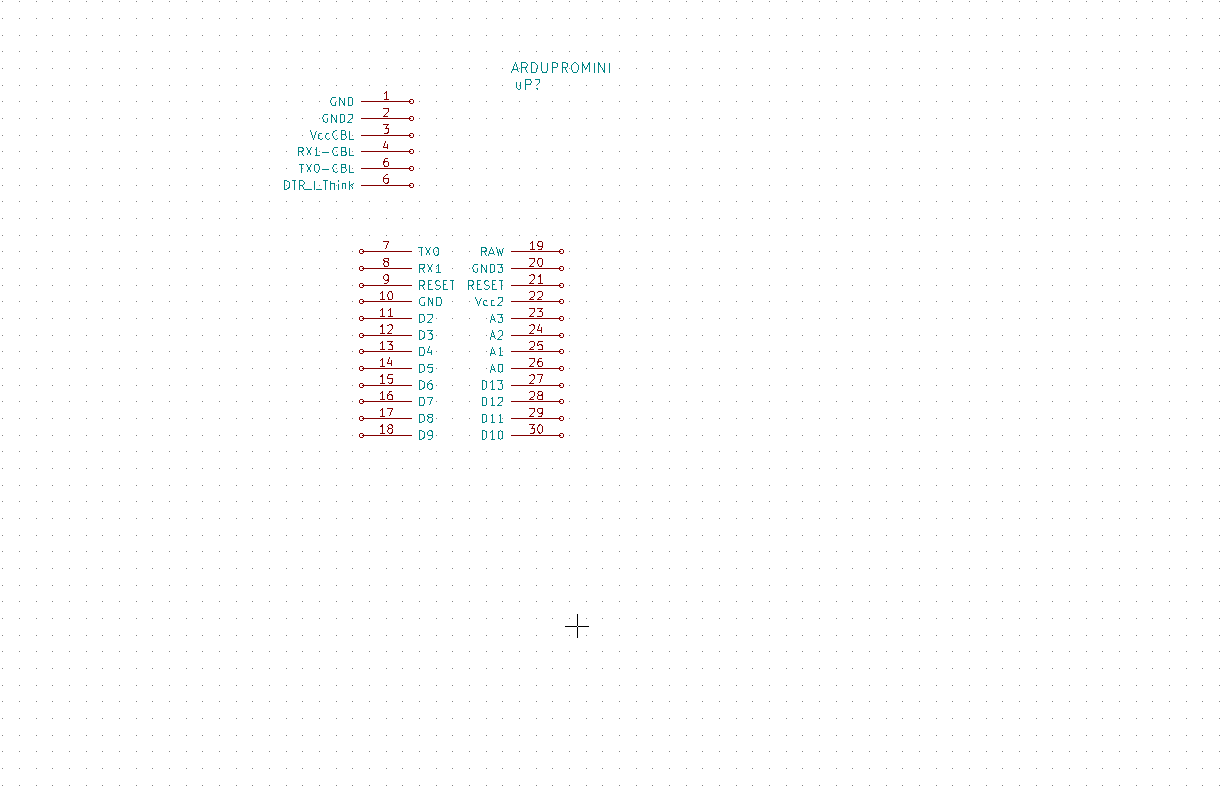 ARDUPROMINI
uP?
GND 1
GND2 2
VccCBL 3
RX1-CBL 4
TX0-CBL 6
DTR_I_Think 6
7 TX0 RAW 19
8 RX1 GND3 20
9 RESET RESET 21
10 GND Vcc2 22
11 D2 A3 23
12 D3 A2 24
13 D4 A1 25
14 D5 A0 26
15 D6 D13 27
16 D7 D12 28
17 D8 D11 29
18 D9 D10 30